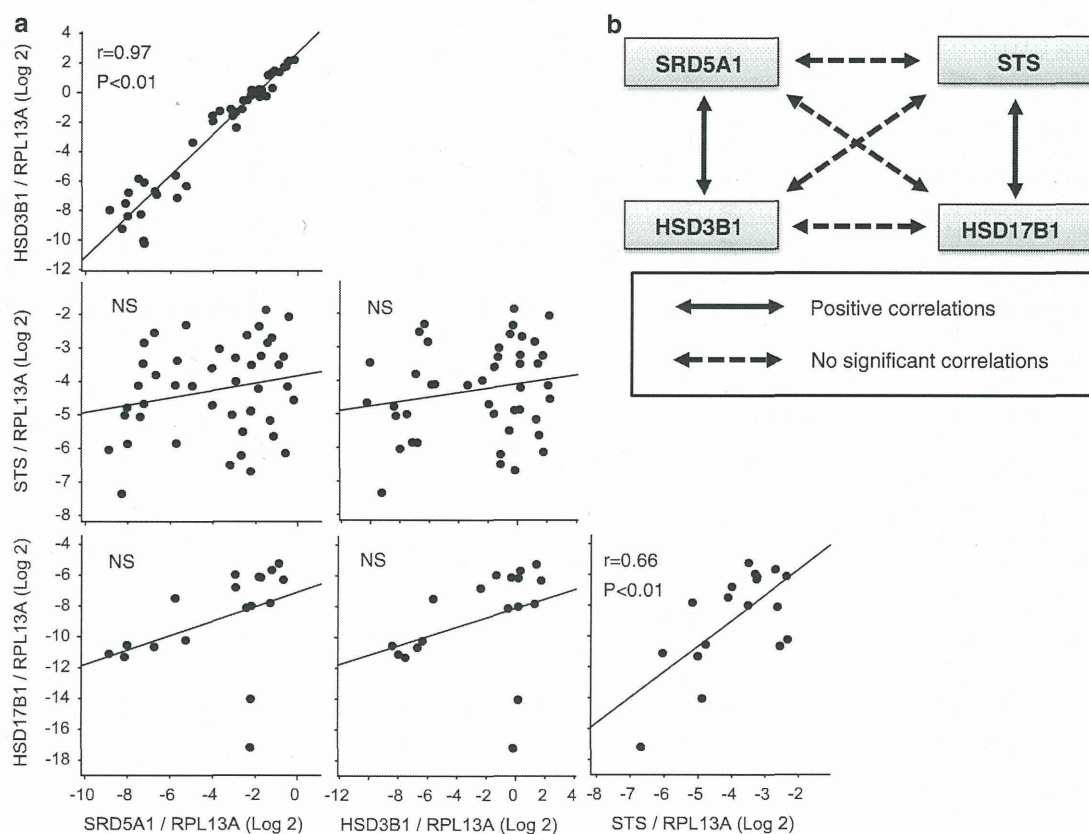 a
4
2
0
-2
-4
-6
-8
-10
-12
HSD3B1 / RPL13A (Log 2)
r=0.97
P<0.01
b
SRD5A1
STS
HSD3B1
HSD17B1
Positive correlations
No significant correlations
-2
-3
-4
-5
-6
-7
-8
STS / RPL13A (Log 2)
NS
NS
-4
-6
-8
-10
-12
-14
-16
-18
HSD17B1 / RPL13A (Log 2)
NS
NS
r=0.66
P<0.01
-10 -8 -6 -4 -2 0
-12 -10 -8 -6 -4 -2 0 2 4
-8 -7 -6 -5 -4 -3 -2 -1
SRD5A1 / RPL13A (Log 2)
HSD3B1 / RPL13A (Log 2)
STS / RPL13A (Log 2)